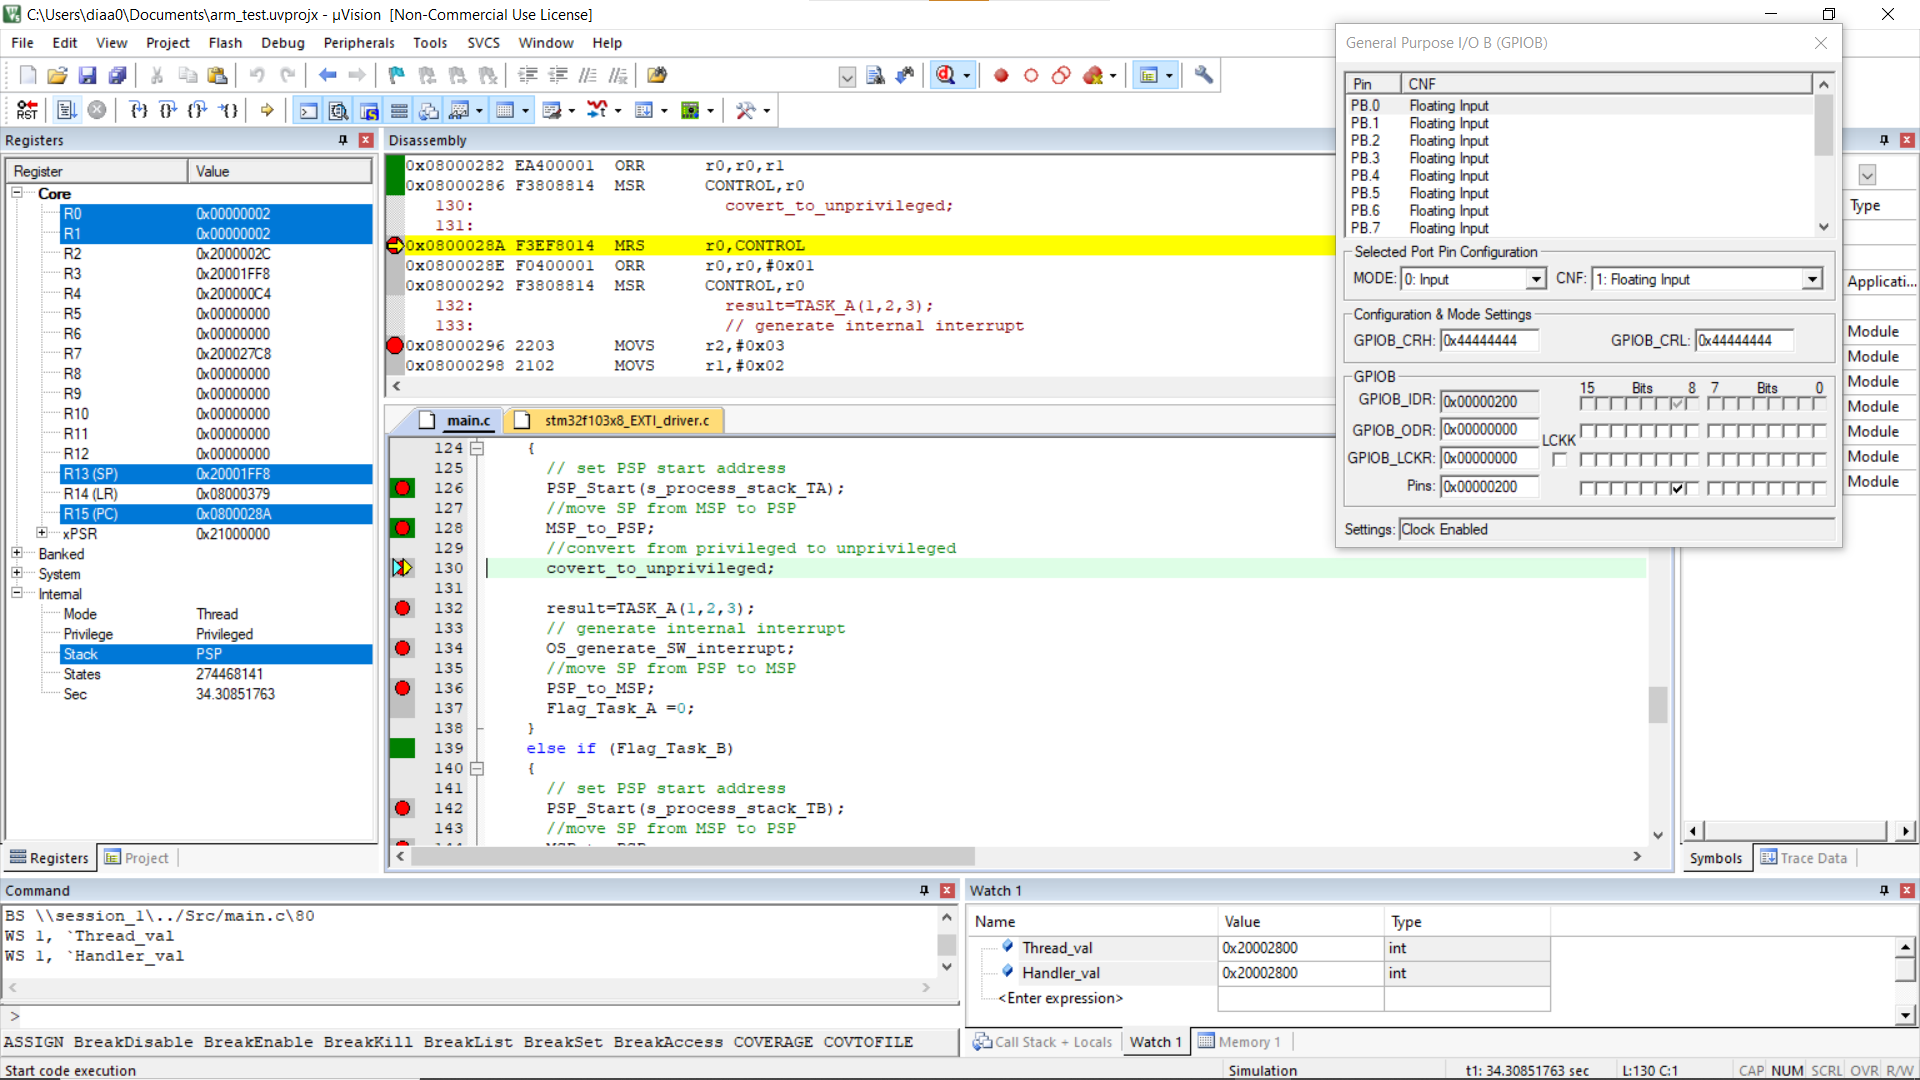 C:\Users\diaa0\Documents\arm_test.uvprojx - µVision  [Non-Commercial Use License]
File Edit View Project Flash Debug Peripherals Tools SVCS Window Help
RST
Registers
Register Value
Core
R0 0x00000002
R1 0x00000002
R2 0x2000002C
R3 0x20001FF8
R4 0x200000C4
R5 0x00000000
R6 0x00000000
R7 0x200027C8
R8 0x00000000
R9 0x00000000
R10 0x00000000
R11 0x00000000
R12 0x00000000
R13 (SP) 0x20001FF8
R14 (LR) 0x08000379
R15 (PC) 0x0800028A
xPSR 0x21000000
Banked
System
Internal
Mode Thread
Privilege Privileged
Stack PSP
States 274468141
Sec 34.30851763
Registers Project
Disassembly
0x08000282 EA400001 ORR r0,r0,r1
0x08000286 F3808814 MSR CONTROL,r0
130: covert_to_unprivileged;
131:
0x0800028A F3EF8014 MRS r0,CONTROL
0x0800028E F0400001 ORR r0,r0,#0x01
0x08000292 F3808814 MSR CONTROL,r0
132: result=TASK_A(1,2,3);
133: // generate internal interrupt
0x08000296 2203 MOVS r2,#0x03
0x08000298 2102 MOVS r1,#0x02
main.c stm32f103x8_EXTI_driver.c
124 {
125 // set PSP start address
126 PSP_Start(s_process_stack_TA);
127 //move SP from MSP to PSP
128 MSP_to_PSP;
129 //convert from privileged to unprivileged
130 covert_to_unprivileged;
131
132 result=TASK_A(1,2,3);
133 // generate internal interrupt
134 OS_generate_SW_interrupt;
135 //move SP from PSP to MSP
136 PSP_to_MSP;
137 Flag_Task_A =0;
138 }
139 else if (Flag_Task_B)
140 {
141 // set PSP start address
142 PSP_Start(s_process_stack_TB);
143 //move SP from MSP to PSP
General Purpose I/O B (GPIOB)
Pin CNF
PB.0 Floating Input
PB.1 Floating Input
PB.2 Floating Input
PB.3 Floating Input
PB.4 Floating Input
PB.5 Floating Input
PB.6 Floating Input
PB.7 Floating Input
Selected Port Pin Configuration
MODE: 0: Input CNF: 1: Floating Input
Configuration & Mode Settings
GPIOB_CRH: 0x44444444 GPIOB_CRL: 0x44444444
GPIOB
15 Bits 8 7 Bits 0
GPIOB_IDR: 0x00000200
GPIOB_ODR: 0x00000000
LCKK
GPIOB_LCKR: 0x00000000
Pins: 0x00000200
Settings: Clock Enabled
Type
Applicati...
Module
Module
Module
Module
Module
Module
Module
Symbols Trace Data
Command
BS \\session_1\../Src/main.c\80
WS 1, `Thread_val
WS 1, `Handler_val
>
ASSIGN BreakDisable BreakEnable BreakKill BreakList BreakSet BreakAccess COVERAGE COVTOFILE
Watch 1
Name Value Type
Thread_val 0x20002800 int
Handler_val 0x20002800 int
<Enter expression>
Call Stack + Locals Watch 1 Memory 1
Start code execution Simulation t1: 34.30851763 sec L:130 C:1 CAP NUM SCRL OVR R/W